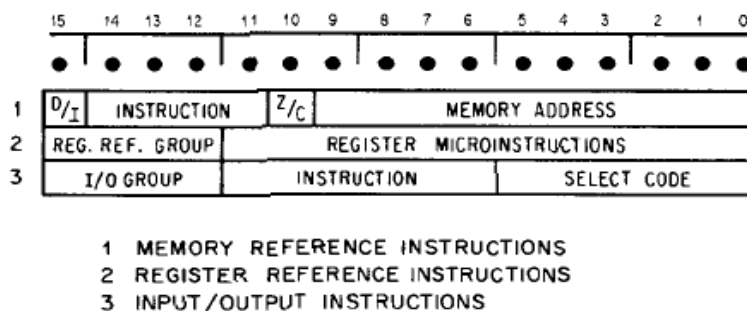 15 14 13 12 11 10 9 8 7 6 5 4 3 2 1 0
1 D/I INSTRUCTION Z/C MEMORY ADDRESS
2 REG. REF. GROUP REGISTER MICROINSTRUCTIONS
3 I/O GROUP INSTRUCTION SELECT CODE
1 MEMORY REFERENCE INSTRUCTIONS
2 REGISTER REFERENCE INSTRUCTIONS
3 INPUT/OUTPUT INSTRUCTIONS